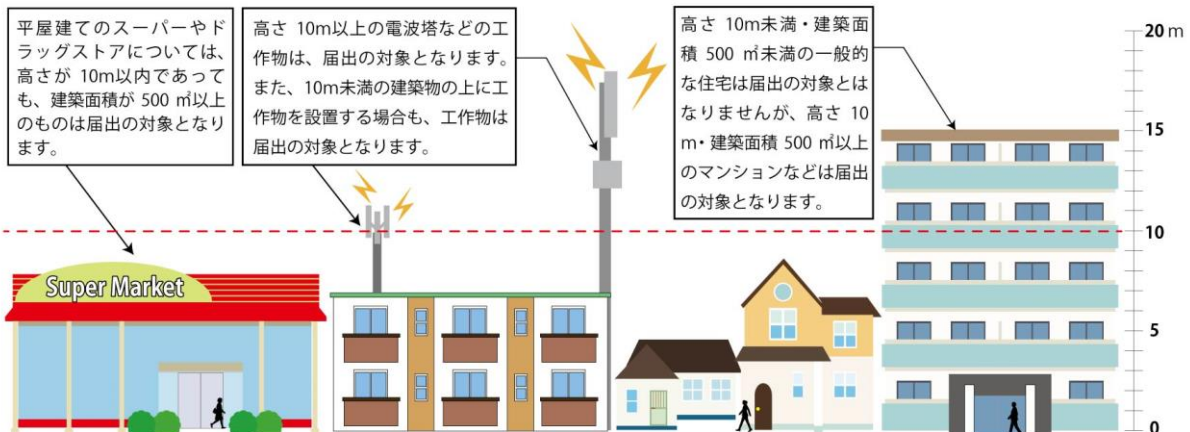 平屋建てのスーパーやド
ラッグストアについては、
高さが 10m以内であって
も、建築面積が 500 ㎡以上
のものは届出の対象となり
ます。
高さ 10m以上の電波塔などの工
作物は、届出の対象となります。
また、10m未満の建築物の上に工
作物を設置する場合も、工作物は
届出の対象となります。
高さ 10m未満・建築面
積 500 ㎡未満の一般的
な住宅は届出の対象とは
なりませんが、高さ 10
m・建築面積 500 ㎡以上
のマンションなどは届出
の対象となります。
20m
15
10
5
0
Super Market